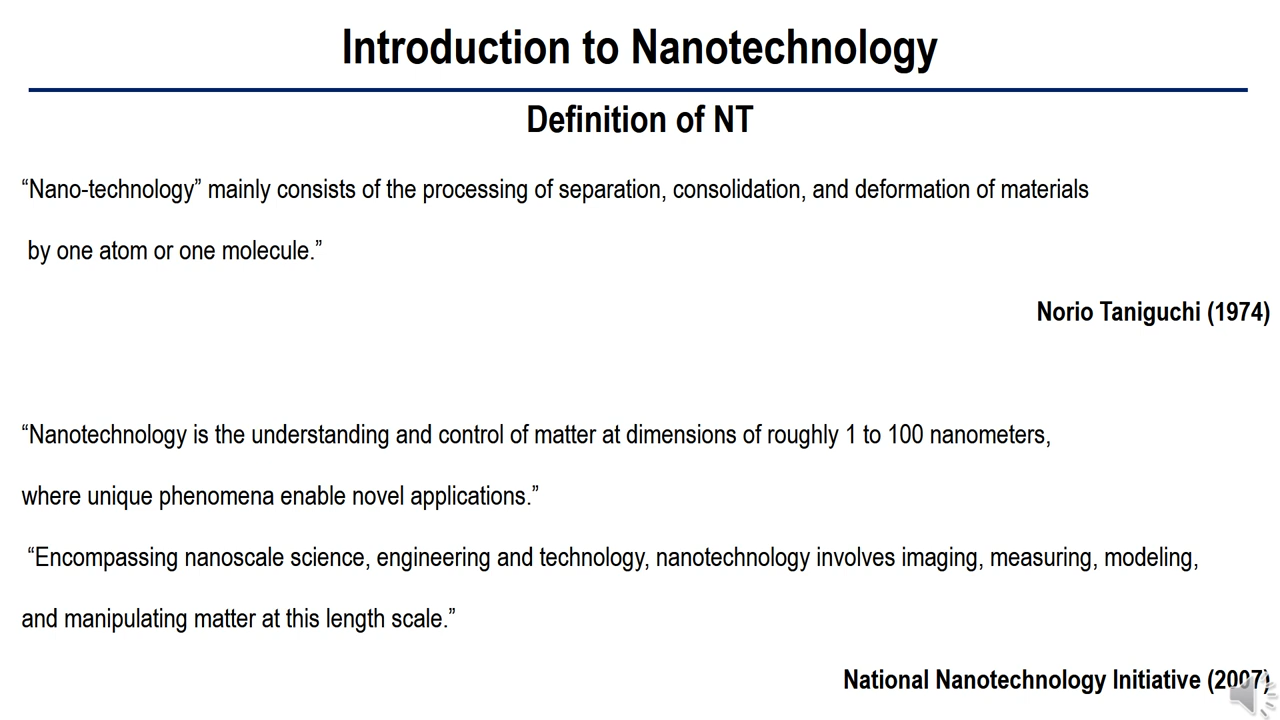 Introduction to Nanotechnology
Definition of NT
“Nano-technology” mainly consists of the processing of separation, consolidation, and deformation of materials
by one atom or one molecule.”
Norio Taniguchi (1974)
“Nanotechnology is the understanding and control of matter at dimensions of roughly 1 to 100 nanometers,
where unique phenomena enable novel applications.”
“Encompassing nanoscale science, engineering and technology, nanotechnology involves imaging, measuring, modeling,
and manipulating matter at this length scale.”
National Nanotechnology Initiative (2007)